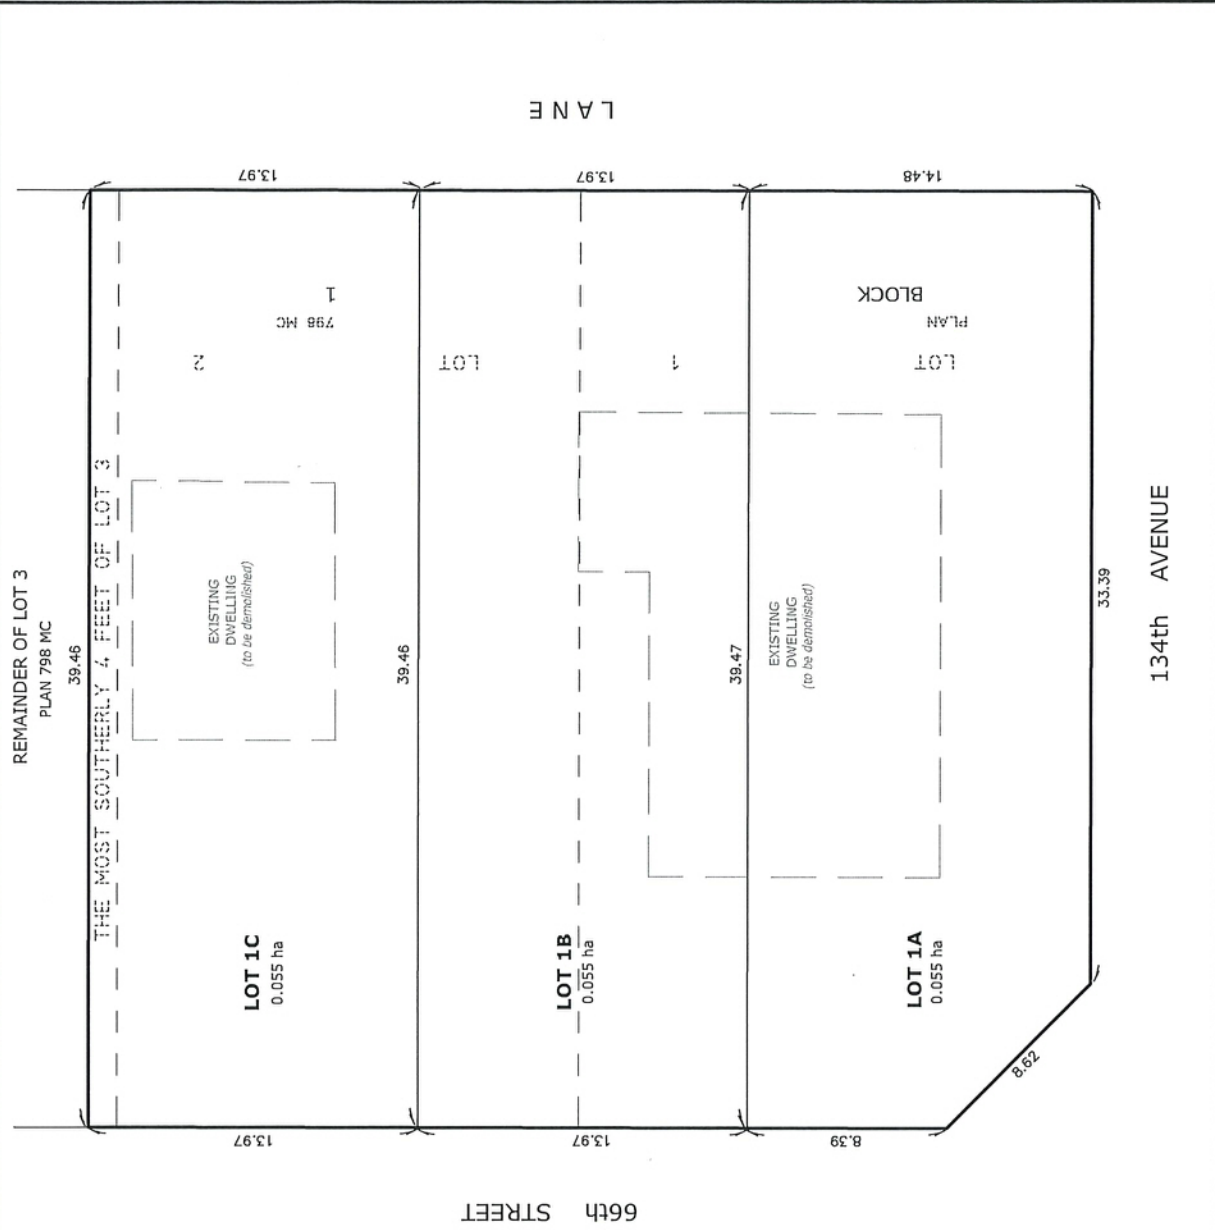 LANE
13.97
13.97
14.48
1
798 MC
BLOCK
PLAN
2
LOT
1
LOT
REMAINDER OF LOT 3
PLAN 798 MC
39.46
THE MOST SOUTHERLY 4 FEET OF LOT 3
EXISTING
DWELLING
(to be demolished)
39.46
39.47
EXISTING
DWELLING
(to be demolished)
33.39
134th AVENUE
LOT 1C
0.055 ha
LOT 1B
0.055 ha
LOT 1A
0.055 ha
8.62
13.97
13.97
8.39
66th STREET